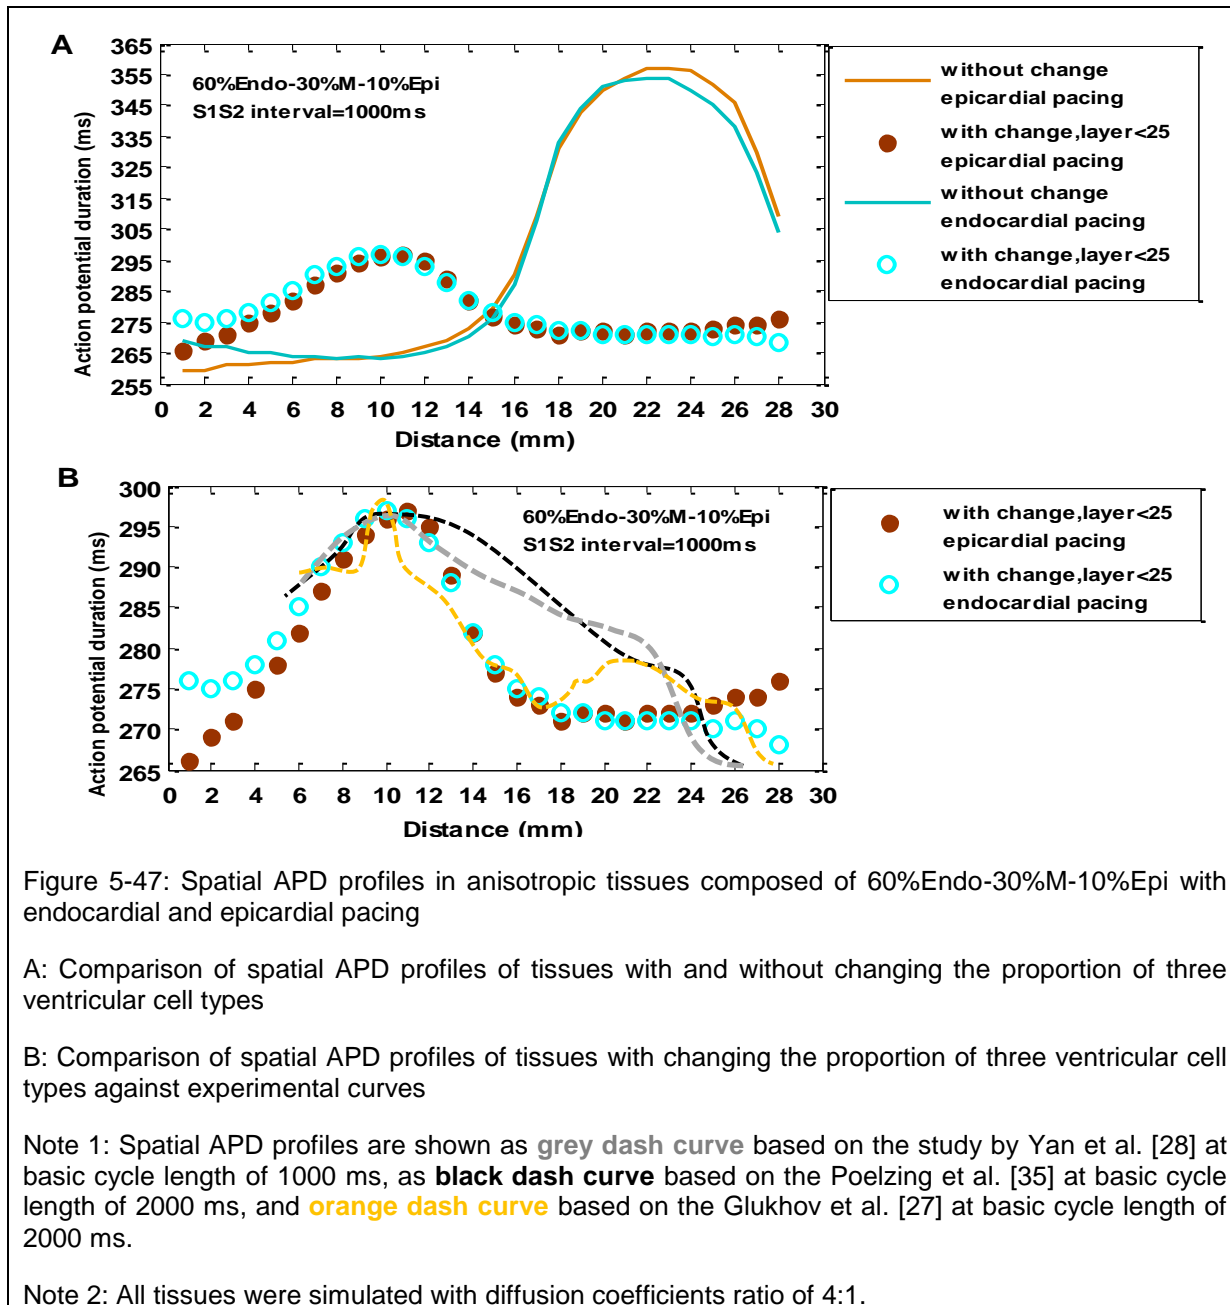 A
365
355
345
335
325
315
305
295
285
275
265
255
Action potential duration (ms)
60%Endo-30%M-10%Epi
S1S2 interval=1000ms
0 2 4 6 8 10 12 14 16 18 20 22 24 26 28 30
Distance (mm)
without change
epicardial pacing
with change,layer<25
epicardial pacing
without change
endocardial pacing
with change,layer<25
endocardial pacing
B
300
295
290
285
280
275
270
265
Action potential duration (ms)
60%Endo-30%M-10%Epi
S1S2 interval=1000ms
0 2 4 6 8 10 12 14 16 18 20 22 24 26 28 30
Distance (mm)
with change,layer<25
epicardial pacing
with change,layer<25
endocardial pacing
Figure 5-47: Spatial APD profiles in anisotropic tissues composed of 60%Endo-30%M-10%Epi with
endocardial and epicardial pacing
A: Comparison of spatial APD profiles of tissues with and without changing the proportion of three
ventricular cell types
B: Comparison of spatial APD profiles of tissues with changing the proportion of three ventricular cell
types against experimental curves
Note 1: Spatial APD profiles are shown as grey dash curve based on the study by Yan et al. [28] at
basic cycle length of 1000 ms, as black dash curve based on the Poelzing et al. [35] at basic cycle
length of 2000 ms, and orange dash curve based on the Glukhov et al. [27] at basic cycle length of
2000 ms.
Note 2: All tissues were simulated with diffusion coefficients ratio of 4:1.